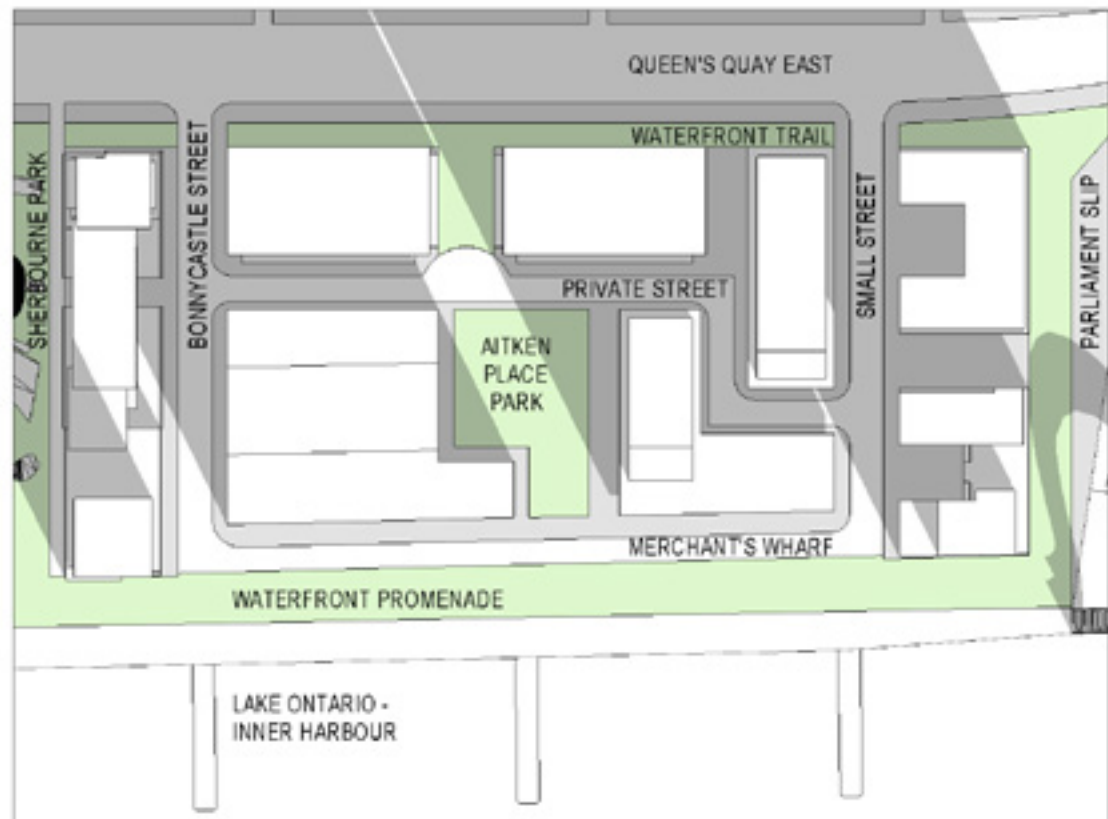 QUEEN'S QUAY EAST
WATERFRONT TRAIL
SHERBOURNE PARK
BONNYCASTLE STREET
SMALL STREET
PARLIAMENT SLIP
PRIVATE STREET
AITKEN
PLACE
PARK
MERCHANT'S WHARF
WATERFRONT PROMENADE
LAKE ONTARIO -
INNER HARBOUR